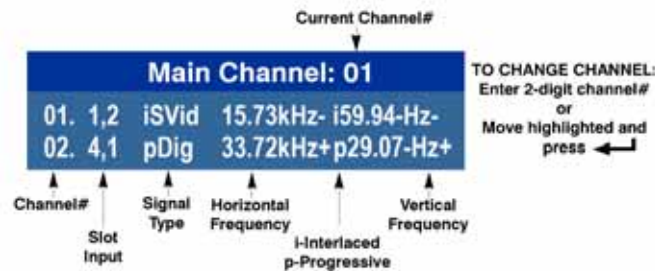 Current Channel#
Main Channel: 01
01. 1,2 iSVid 15.73kHz- i59.94-Hz-
02. 4,1 pDig 33.72kHz+p29.07-Hz+
TO CHANGE CHANNEL:
Enter 2-digit channel#
or
Move highlighted and
press
Channel#
Slot
Input
Signal
Type
Horizontal
Frequency
i-Interlaced
p-Progressive
Vertical
Frequency